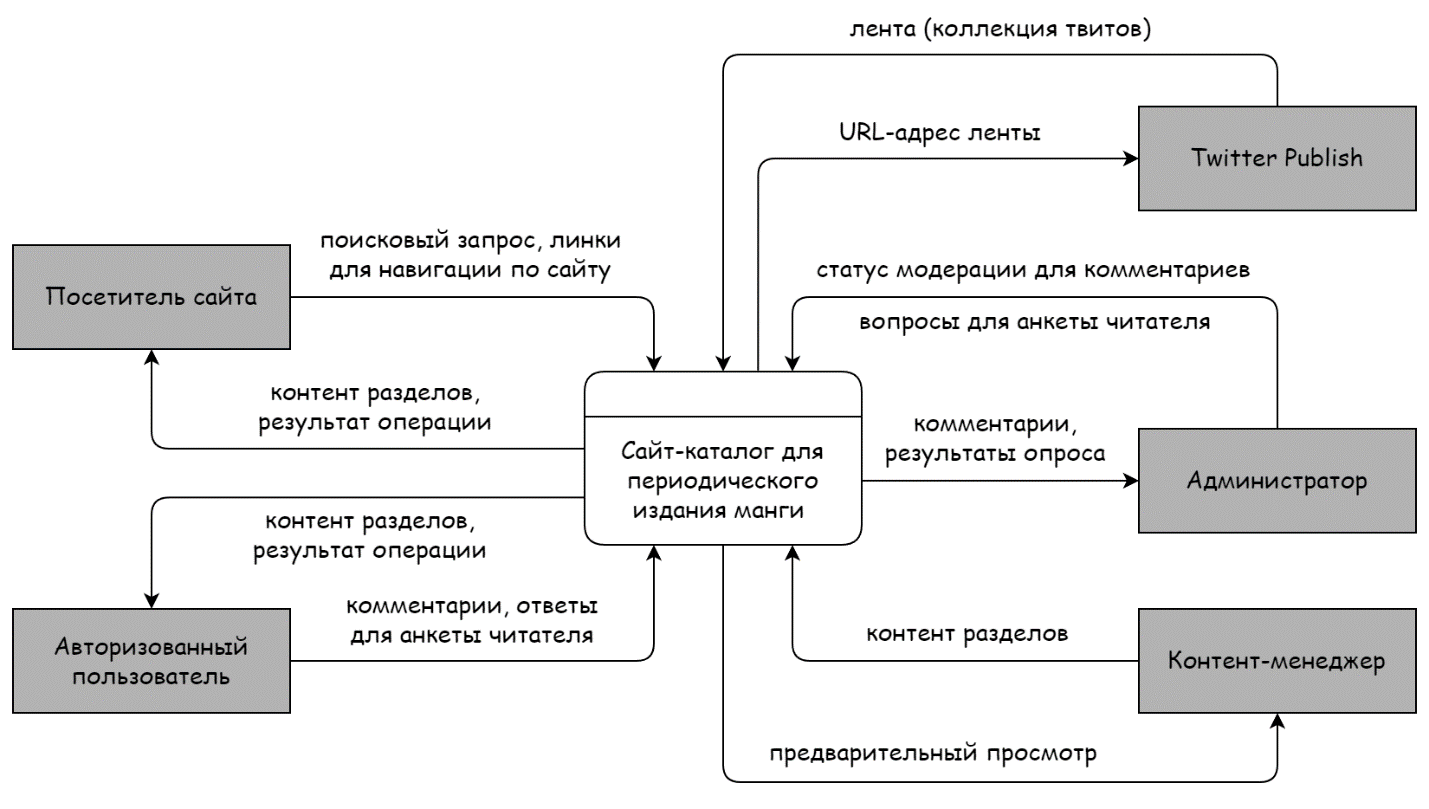 лента (коллекция твитов)
URL-адрес ленты
Twitter Publish
поисковый запрос, линки
для навигации по сайту
Посетитель сайта
статус модерации для комментариев
вопросы для анкеты читателя
контент разделов,
результат операции
Сайт-каталог для
периодического
издания манги
комментарии,
результаты опроса
Администратор
контент разделов,
результат операции
комментарии, ответы
для анкеты читателя
Авторизованный
пользователь
контент разделов
Контент-менеджер
предварительный просмотр